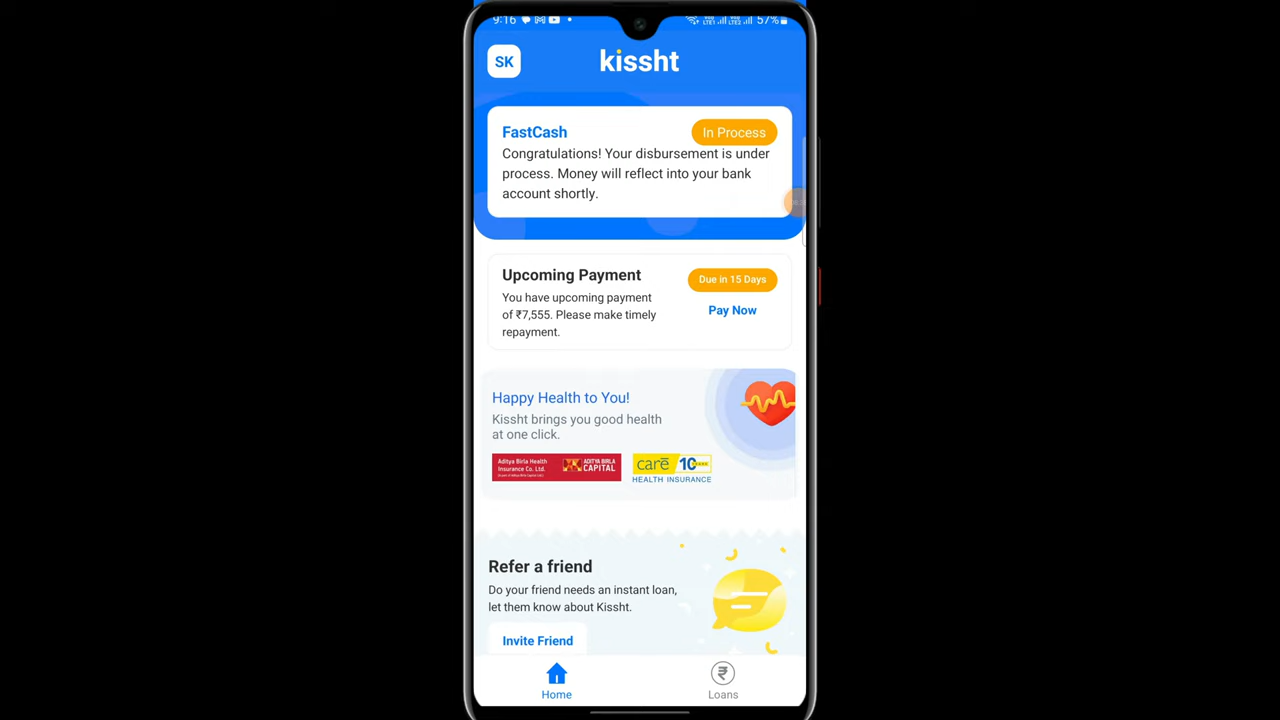 9:16
57%
SK
kissht
FastCash
In Process
Congratulations! Your disbursement is under
process. Money will reflect into your bank
account shortly.
Upcoming Payment
Due in 15 Days
You have upcoming payment
of ₹7,555. Please make timely
repayment.
Pay Now
Happy Health to You!
Kissht brings you good health
at one click.
Aditya Birla Health
Insurance Co. Ltd.
ADITYA BIRLA
CAPITAL
care 10
HEALTH INSURANCE
Refer a friend
Do your friend needs an instant loan,
let them know about Kissht.
Invite Friend
Home
Loans